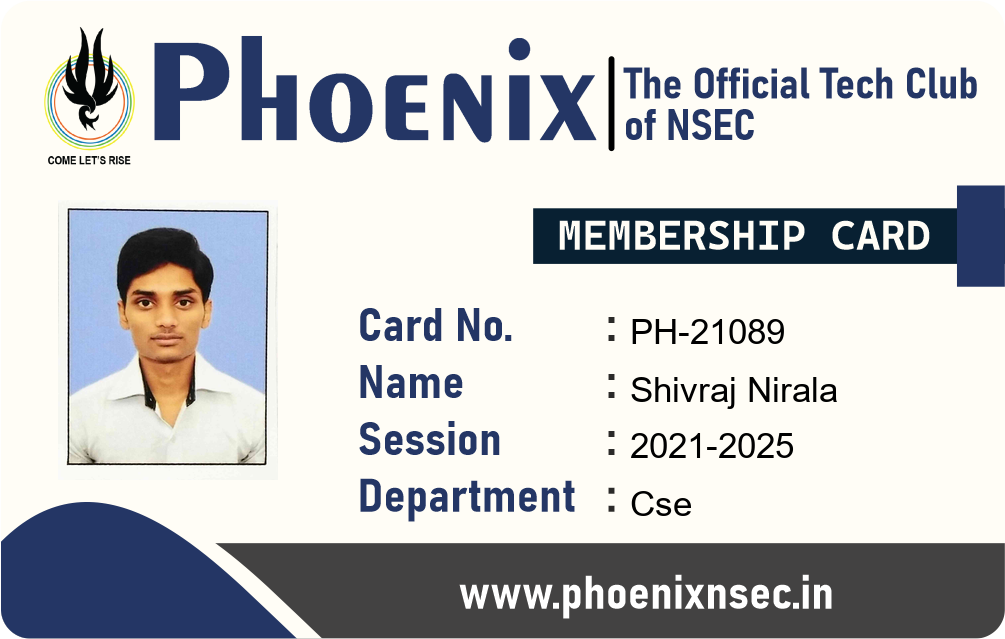 PHOENIX
The Official Tech Club
of NSEC
COME LET'S RISE
MEMBERSHIP CARD
Card No. : PH-21089
Name : Shivraj Nirala
Session : 2021-2025
Department : Cse
www.phoenixnsec.in